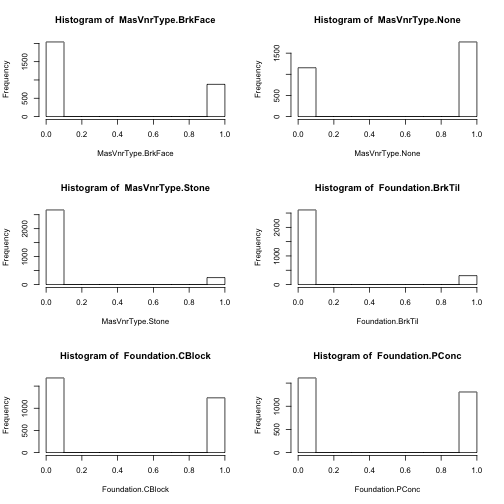 Histogram of  MasVnrType.BrkFace
Frequency
0 500 1500
0.0 0.2 0.4 0.6 0.8 1.0
MasVnrType.BrkFace
Histogram of  MasVnrType.None
Frequency
0 500 1500
0.0 0.2 0.4 0.6 0.8 1.0
MasVnrType.None
Histogram of  MasVnrType.Stone
Frequency
0 1000 2000
0.0 0.2 0.4 0.6 0.8 1.0
MasVnrType.Stone
Histogram of  Foundation.BrkTil
Frequency
0 1000 2000
0.0 0.2 0.4 0.6 0.8 1.0
Foundation.BrkTil
Histogram of  Foundation.CBlock
Frequency
0 500 1000
0.0 0.2 0.4 0.6 0.8 1.0
Foundation.CBlock
Histogram of  Foundation.PConc
Frequency
0 500 1000
0.0 0.2 0.4 0.6 0.8 1.0
Foundation.PConc